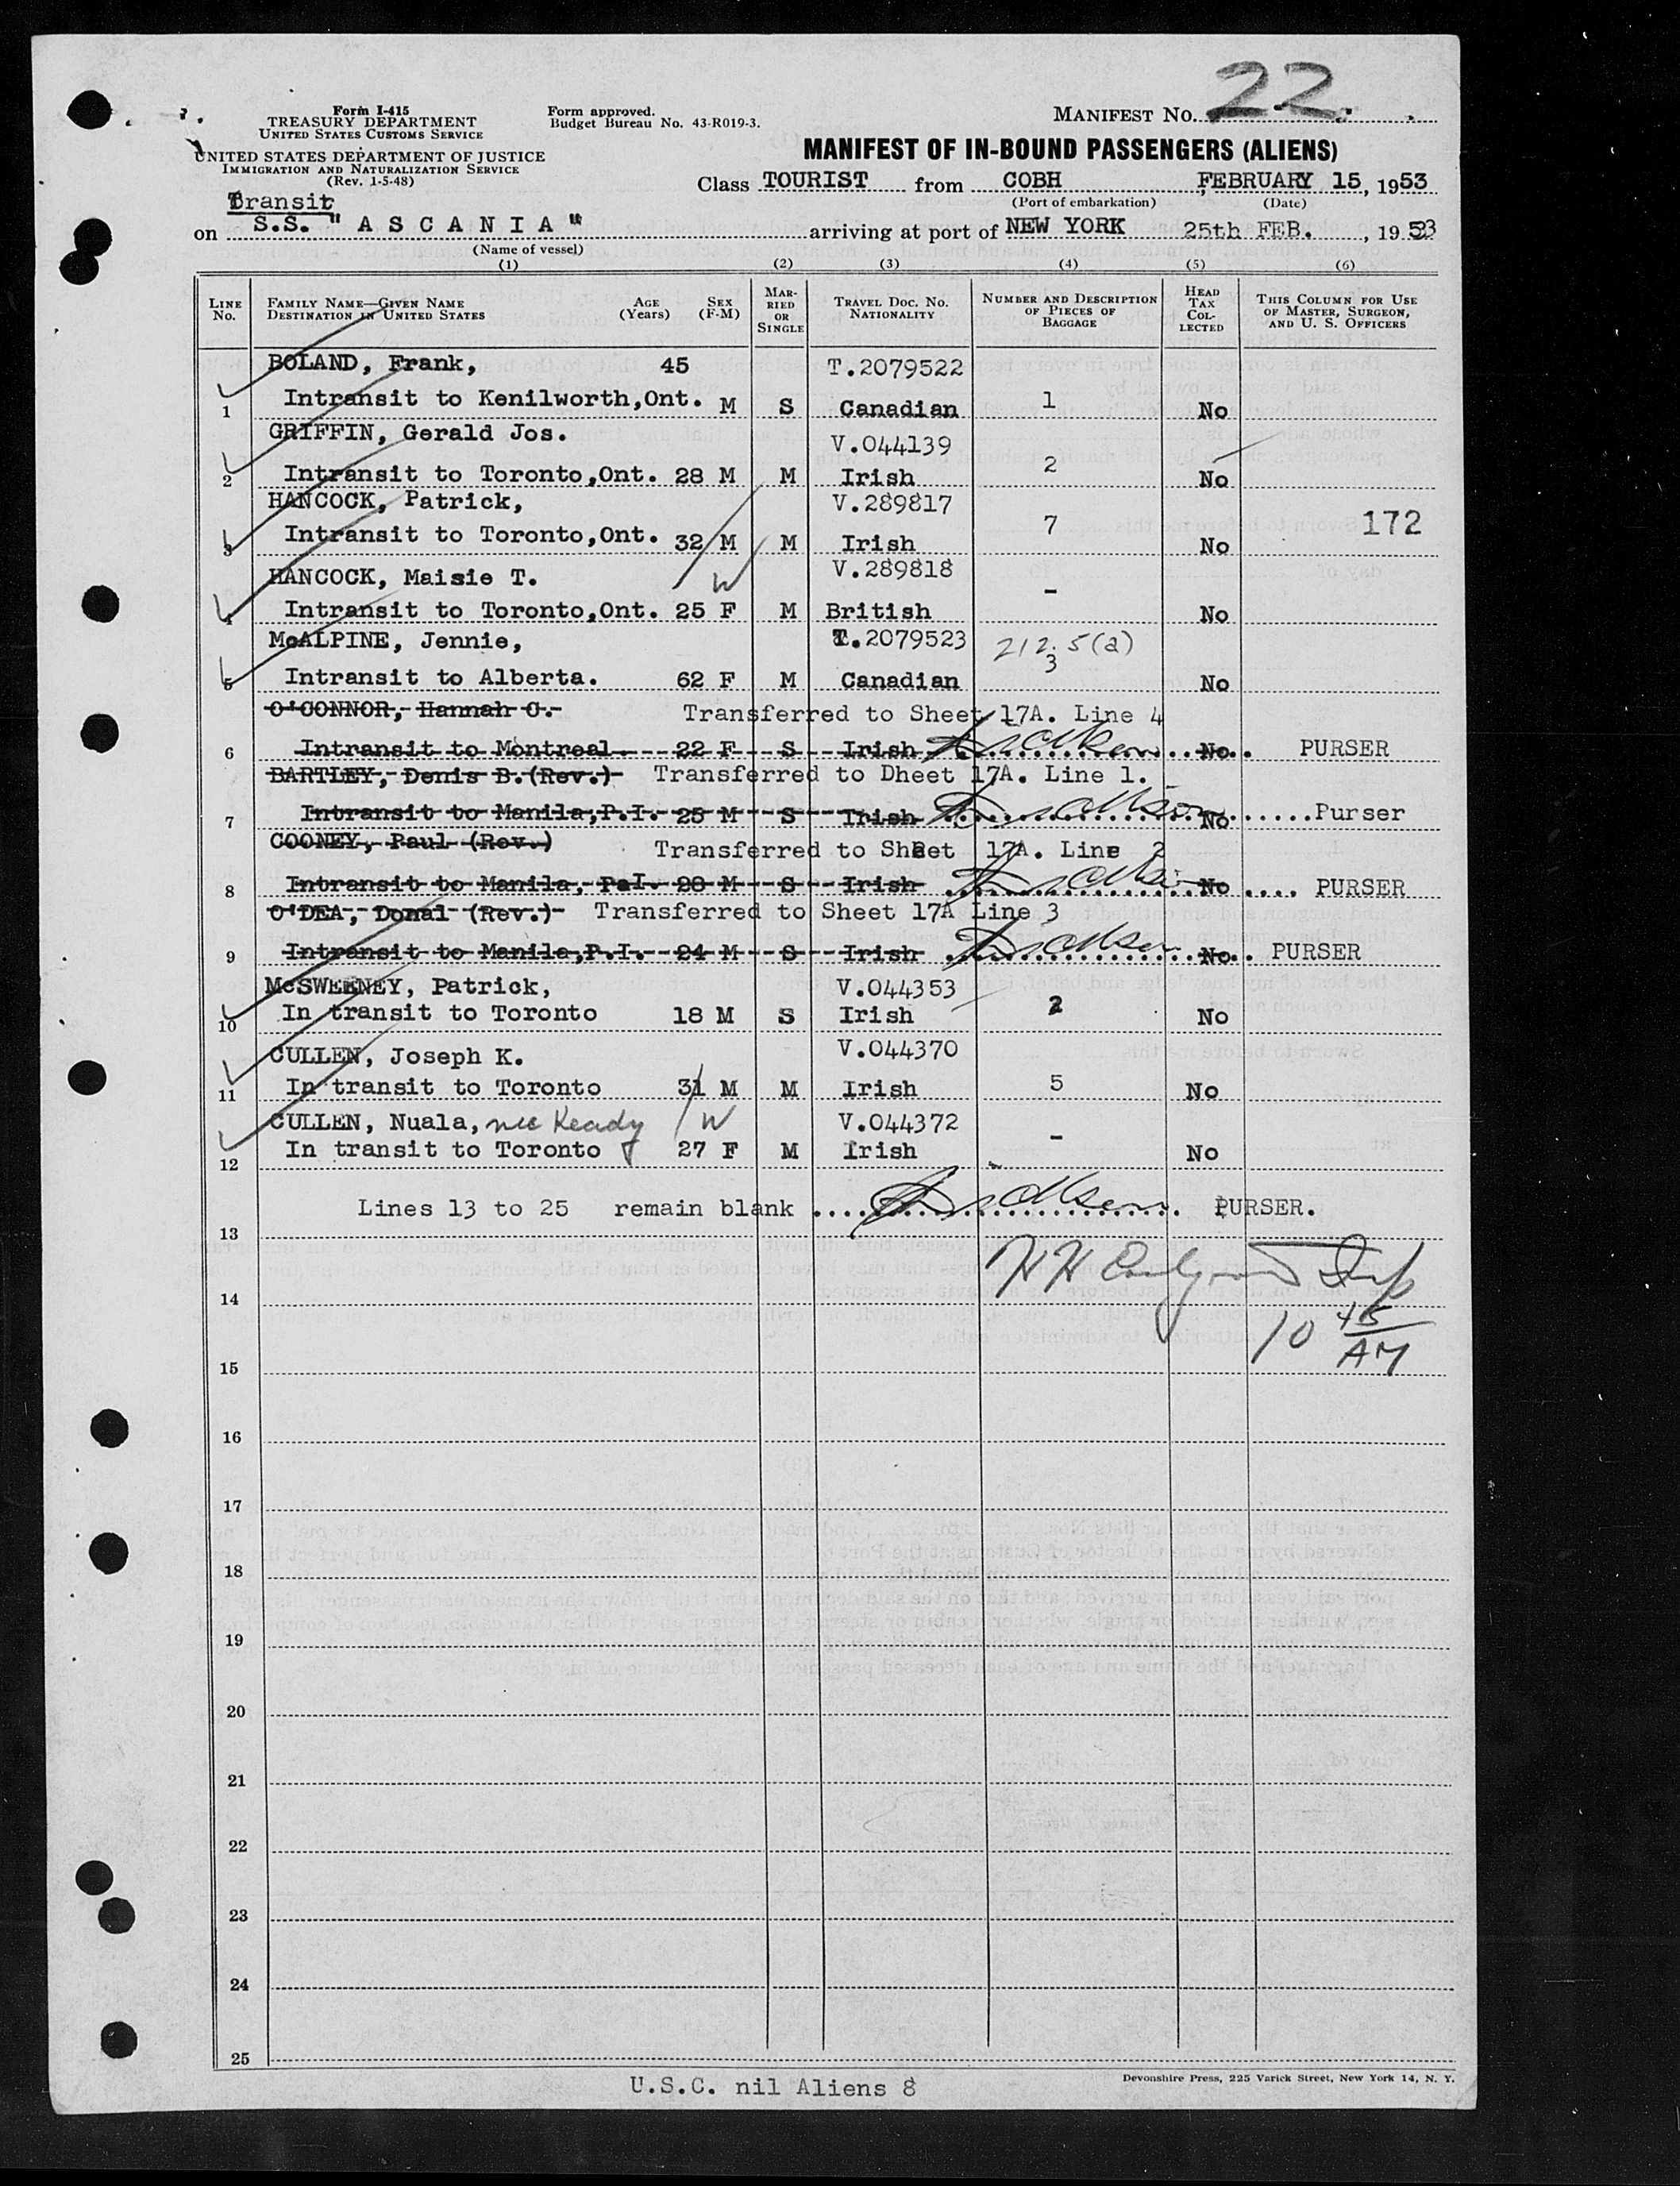 Form I-415
TREASURY DEPARTMENT
UNITED STATES CUSTOMS SERVICE
UNITED STATES DEPARTMENT OF JUSTICE
IMMIGRATION AND NATURALIZATION SERVICE
(Rev. 1-5-48)
Form approved.
Budget Bureau No. 43-R019-3.
MANIFEST NO. 22
MANIFEST OF IN-BOUND PASSENGERS (ALIENS)
Class TOURIST from COBH, FEBRUARY 15, 1953
(Port of embarkation) (Date)
Transit
on S.S. "ASCANIA" arriving at port of NEW YORK 25th FEB., 1953
(Name of vessel)
(1) (2) (3) (4) (5) (6)
LINE NO. FAMILY NAME—GIVEN NAME DESTINATION IN UNITED STATES AGE (Years) SEX (F-M) MARRIED OR SINGLE TRAVEL DOC. NO. NATIONALITY NUMBER AND DESCRIPTION OF PIECES OF BAGGAGE HEAD TAX COLLECTED THIS COLUMN FOR USE OF MASTER, SURGEON, AND U. S. OFFICERS
BOLAND, Frank, 45 T.2079522
1 Intransit to Kenilworth,Ont. M S Canadian 1 No
GRIFFIN, Gerald Jos. V.044139
2 Intransit to Toronto,Ont. 28 M M Irish 2 No
HANCOCK, Patrick, V.289817
3 Intransit to Toronto,Ont. 32 M M Irish 7 No 172
HANCOCK, Maisie T. W V.289818
4 Intransit to Toronto,Ont. 25 F M British - No
McALPINE, Jennie, T.2079523 212.5(a)
5 Intransit to Alberta. 62 F M Canadian 3 No
O'CONNOR, Hannah C. Transferred to Sheet 17A. Line 4
6 Intransit to Montreal. 22 F S Irish No. PURSER
BARTLEY, Denis B.(Rev.) Transferred to Dheet 17A. Line 1.
7 Intransit to Manila,P.I. 25 M S Irish No Purser
COONEY, Paul (Rev.) Transferred to Sheet 17A. Line 2
8 Intransit to Manila, P.I. 28 M S Irish No PURSER
O'DEA, Donal (Rev.) Transferred to Sheet 17A Line 3
9 Intransit to Manila,P.I. 24 M S Irish No. PURSER
McSWEENEY, Patrick, V.044353
10 In transit to Toronto 18 M S Irish 2 No
CULLEN, Joseph K. V.044370
11 In transit to Toronto 31 M M Irish 5 No
CULLEN, Nuala, nee Keady W V.044372
12 In transit to Toronto 27 F M Irish - No
Lines 13 to 25 remain blank PURSER.
13
14
10 45 AM
15
16
17
18
19
20
21
22
23
24
25
U.S.C. nil Aliens 8
Devonshire Press, 225 Varick Street, New York 14, N. Y.